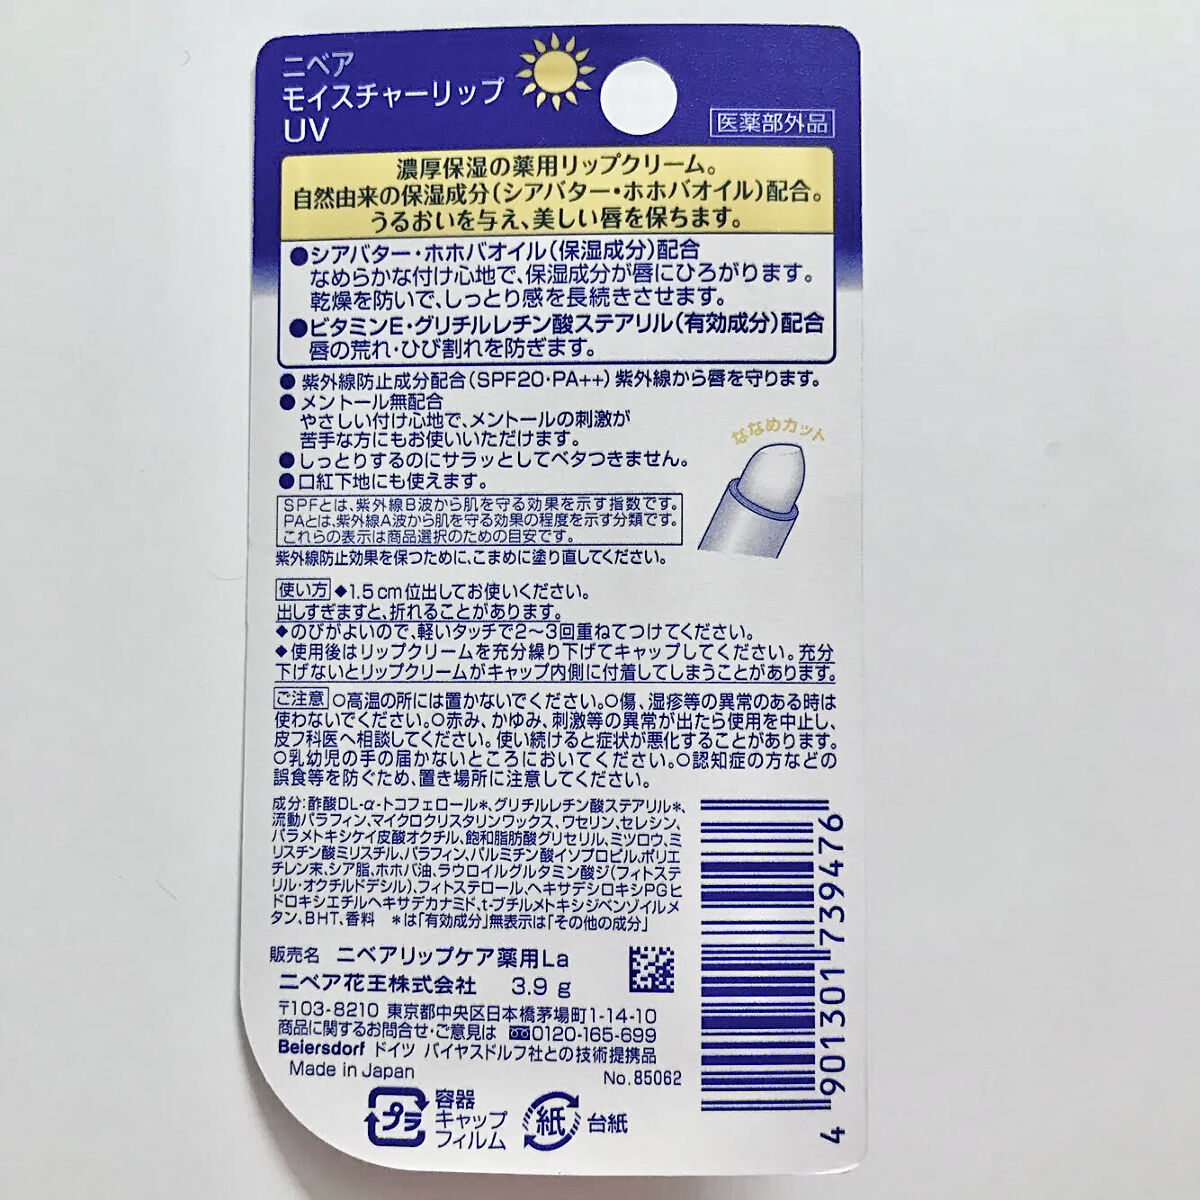 ニベア
モイスチャーリップ
UV
医薬部外品
濃厚保湿の薬用リップクリーム。
自然由来の保湿成分(シアバター・ホホバオイル)配合。
うるおいを与え、美しい唇を保ちます。
●シアバター・ホホバオイル(保湿成分)配合
なめらかな付け心地で、保湿成分が唇にひろがります。
乾燥を防いで、しっとり感を長続きさせます。
●ビタミンE・グリチルレチン酸ステアリル(有効成分)配合
唇の荒れ・ひび割れを防ぎます。
● 紫外線防止成分配合(SPF20・PA++)紫外線から唇を守ります。
● メントール無配合
やさしい付け心地で、メントールの刺激が
苦手な方にもお使いいただけます。
●しっとりするのにサラッとしてベタつきません。
●口紅下地にも使えます。
ななめカット
SPFとは、紫外線B波から肌を守る効果を示す指数です。
PAとは、紫外線A波から肌を守る効果の程度を示す分類です。
これらの表示は商品選択のための目安です。
紫外線防止効果を保つために、こまめに塗り直してください。
使い方 ◆1.5cm位出してお使いください。
出しすぎますと、折れることがあります。
◆のびがよいので、軽いタッチで2～3回重ねてつけてください。
◆使用後はリップクリームを充分繰り下げてキャップしてください。充分
下げないとリップクリームがキャップ内側に付着してしまうことがあります。
ご注意 ○高温の所には置かないでください。○傷、湿疹等の異常のある時は
使わないでください。○赤み、かゆみ、刺激等の異常が出たら使用を中止し、
皮フ科医へ相談してください。使い続けると症状が悪化することがあります。
○乳幼児の手の届かないところにおいてください。○認知症の方などの
誤食等を防ぐため、置き場所に注意してください。
成分：酢酸DL-α-トコフェロール*、グリチルレチン酸ステアリル*、
流動パラフィン、マイクロクリスタリンワックス、ワセリン、セレシン、
パラメトキシケイ皮酸オクチル、飽和脂肪酸グリセリル、ミツロウ、ミ
リスチン酸ミリスチル、パラフィン、パルミチン酸イソプロピル、ポリエ
チレン末、シア脂、ホホバ油、ラウロイルグルタミン酸ジ(フィトステ
リル・オクチルドデシル)、フィトステロール、ヘキサデシロキシPGヒ
ドロキシエチルヘキサデカナミド、t-ブチルメトキシジベンゾイルメ
タン、BHT、香料 *は「有効成分」無表示は「その他の成分」
販売名 ニベアリップケア薬用La
ニベア花王株式会社 3.9 g
〒103-8210 東京都中央区日本橋茅場町1-14-10
商品に関するお問合せ・ご意見は 0120-165-699
Beiersdorf ドイツ バイヤスドルフ社との技術提携品
Made in Japan No.85062
プラ
容器
キャップ
フィルム
紙
台紙
4 901301 739476